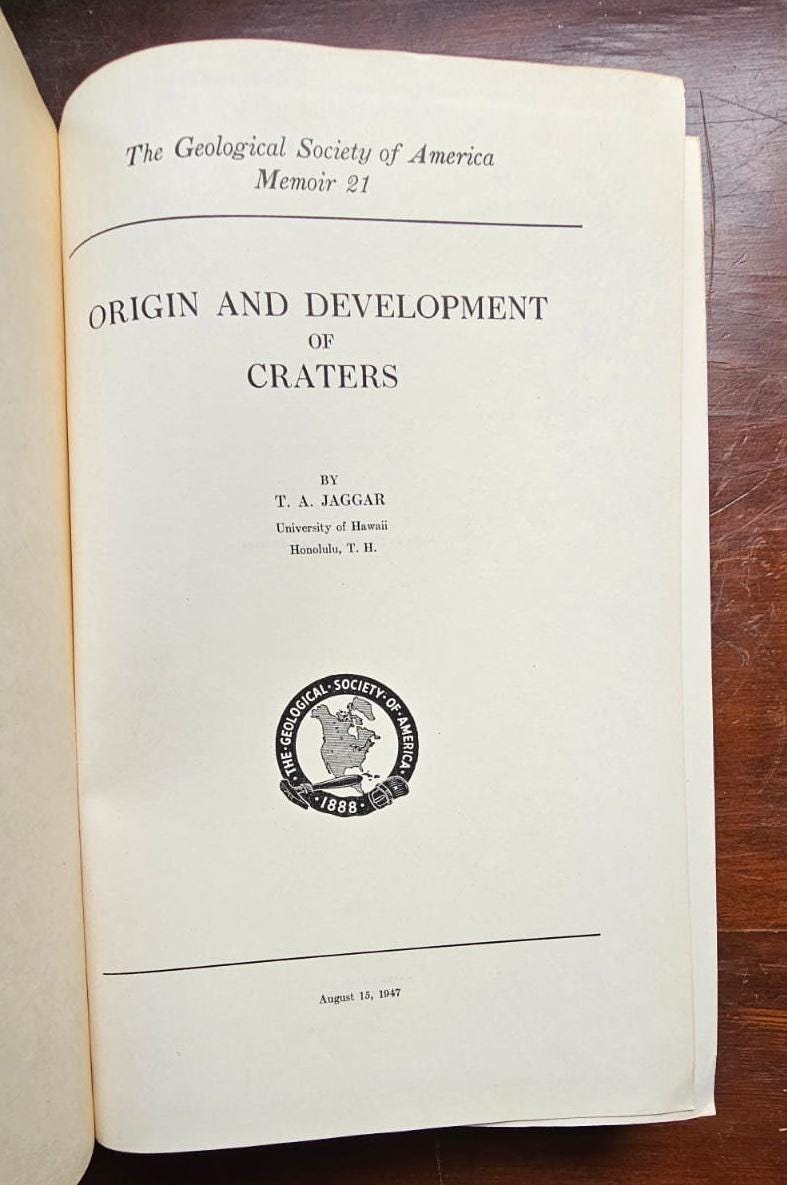 The Geological Society of America
Memoir 21
ORIGIN AND DEVELOPMENT
OF
CRATERS
BY
T. A. JAGGAR
University of Hawaii
Honolulu, T. H.
THE·GEOLOGICAL·SOCIETY·OF·AMERICA·
·1888·
August 15, 1947